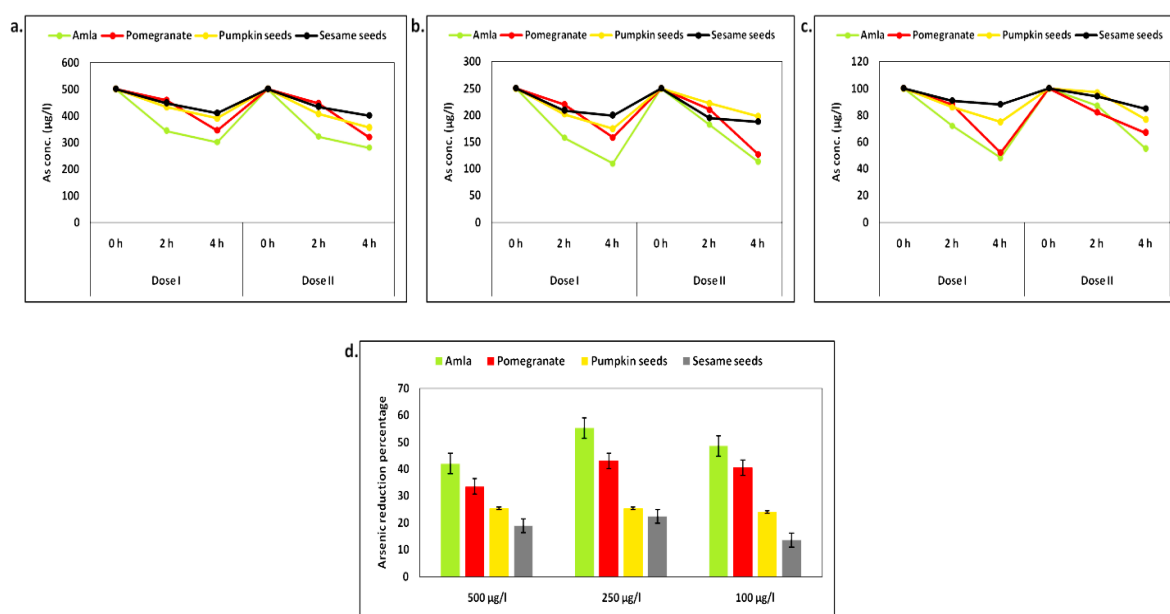 a.
Amla Pomegranate Pumpkin seeds Sesame seeds
As conc. (µg/l)
600
500
400
300
200
100
0
0 h 2 h 4 h 0 h 2 h 4 h
Dose I Dose II
b.
Amla Pomegranate Pumpkin seeds Sesame seeds
As conc. (µg/l)
300
250
200
150
100
50
0
0 h 2 h 4 h 0 h 2 h 4 h
Dose I Dose II
c.
Amla Pomegranate Pumpkin seeds Sesame seeds
As conc. (µg/l)
120
100
80
60
40
20
0
0 h 2 h 4 h 0 h 2 h 4 h
Dose I Dose II
d.
Amla Pomegranate Pumpkin seeds Sesame seeds
Arsenic reduction percentage
70
60
50
40
30
20
10
0
500 µg/l 250 µg/l 100 µg/l